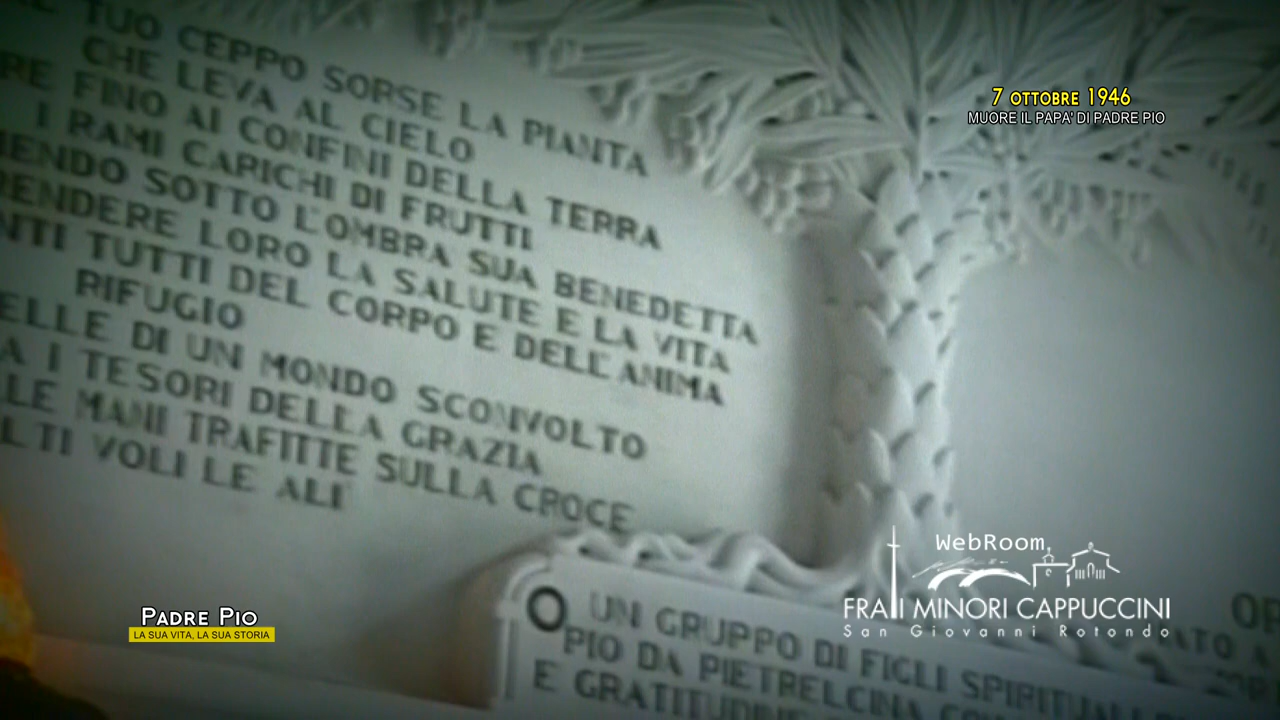 TUO CEPPO SORSE LA PIANTA
CHE LEVA AL CIELO
FINO AI CONFINI DELLA TERRA
I RAMI CARICHI DI FRUTTI
SOTTO L'OMBRA SUA BENEDETTA
LORO LA SALUTE E LA VITA
TUTTI DEL CORPO E DELL'ANIMA
RIFUGIO
DI UN MONDO SCONVOLTO
I TESORI DELLA GRAZIA
MANI TRAFITTE SULLA CROCE
TI VOLI LE ALI
7 OTTOBRE 1946
MUORE IL PAPA' DI PADRE PIO
O UN GRUPPO DI FIGLI
PIO DA PIETRELCINA
E
WebRoom
FRATI MINORI CAPPUCCINI
San Giovanni Rotondo
PADRE PIO
LA SUA VITA, LA SUA STORIA